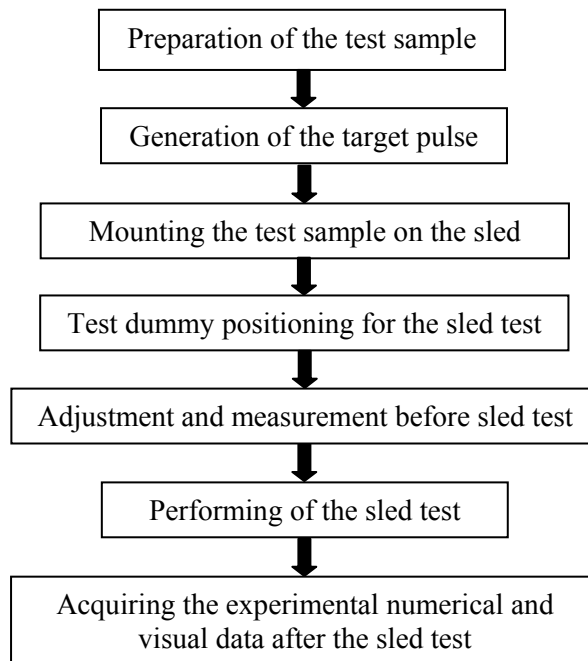 Preparation of the test sample
Generation of the target pulse
Mounting the test sample on the sled
Test dummy positioning for the sled test
Adjustment and measurement before sled test
Performing of the sled test
Acquiring the experimental numerical and
visual data after the sled test